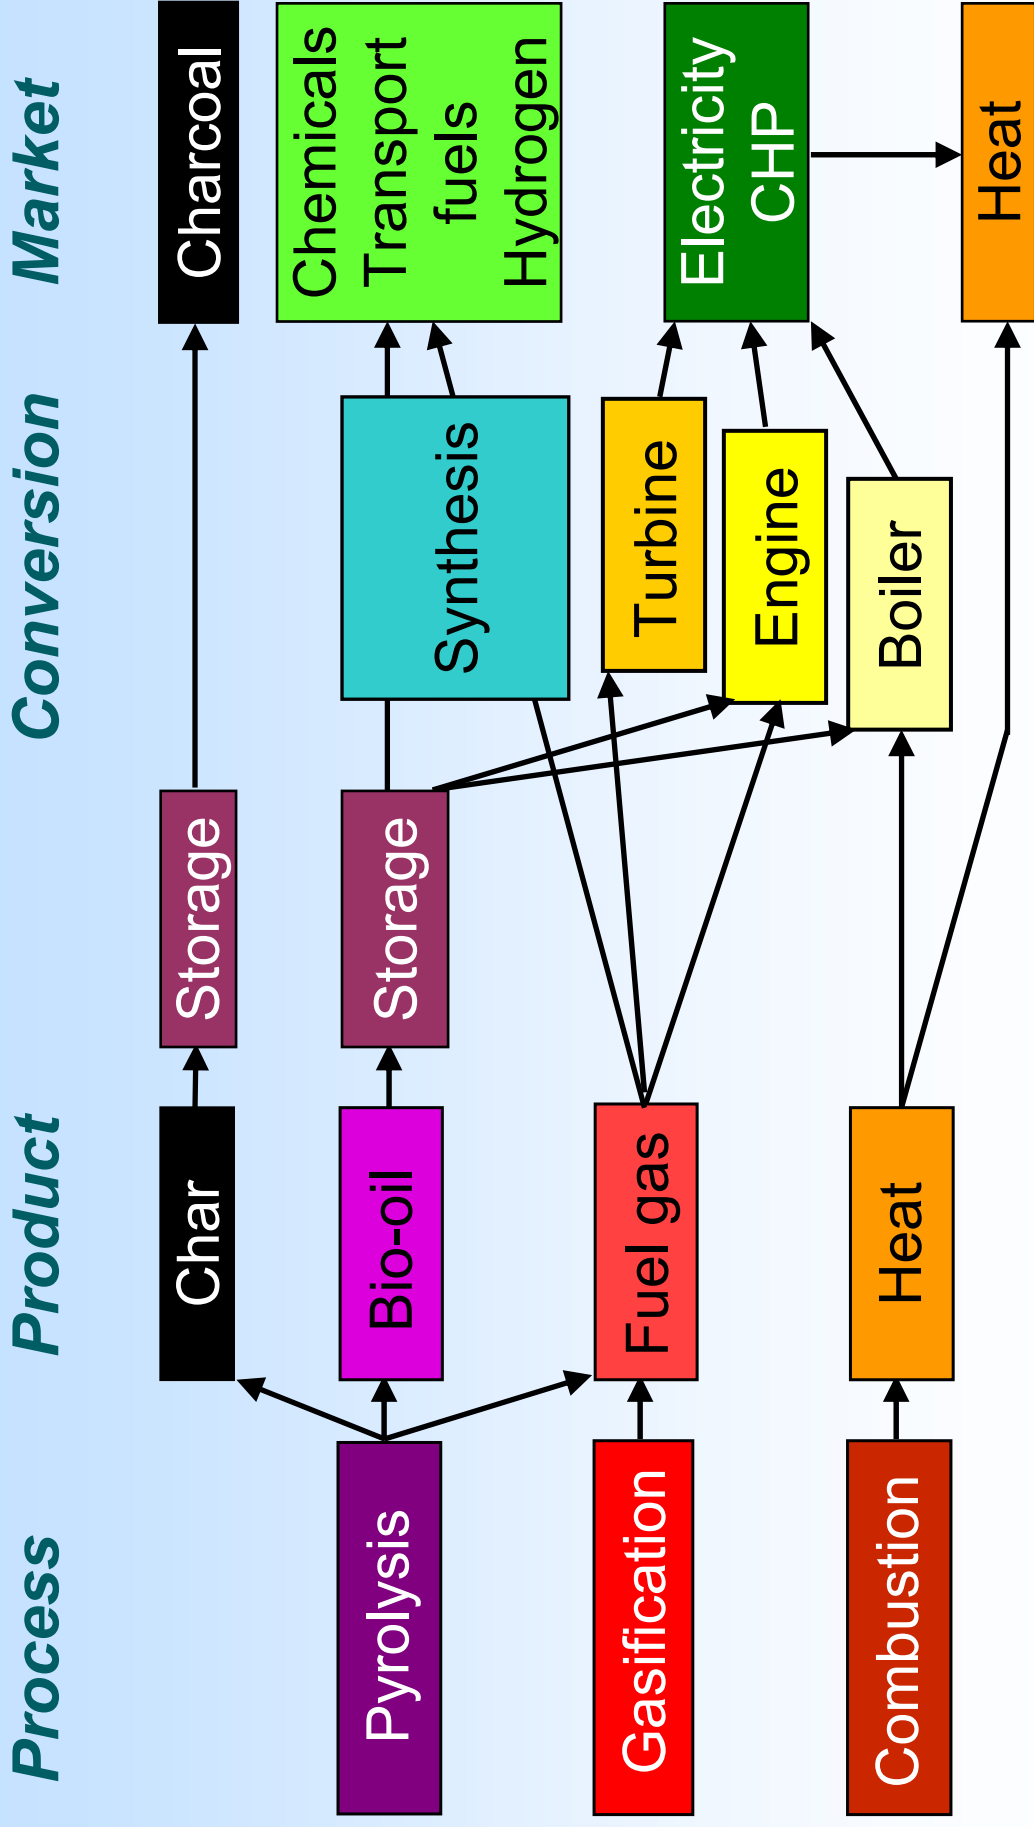 Process
Product
Conversion
Market
Char
Storage
Charcoal
Pyrolysis
Bio-oil
Storage
Synthesis
Chemicals
Transport
fuels
Hydrogen
Gasification
Fuel gas
Turbine
Engine
Electricity
CHP
Combustion
Heat
Boiler
Heat